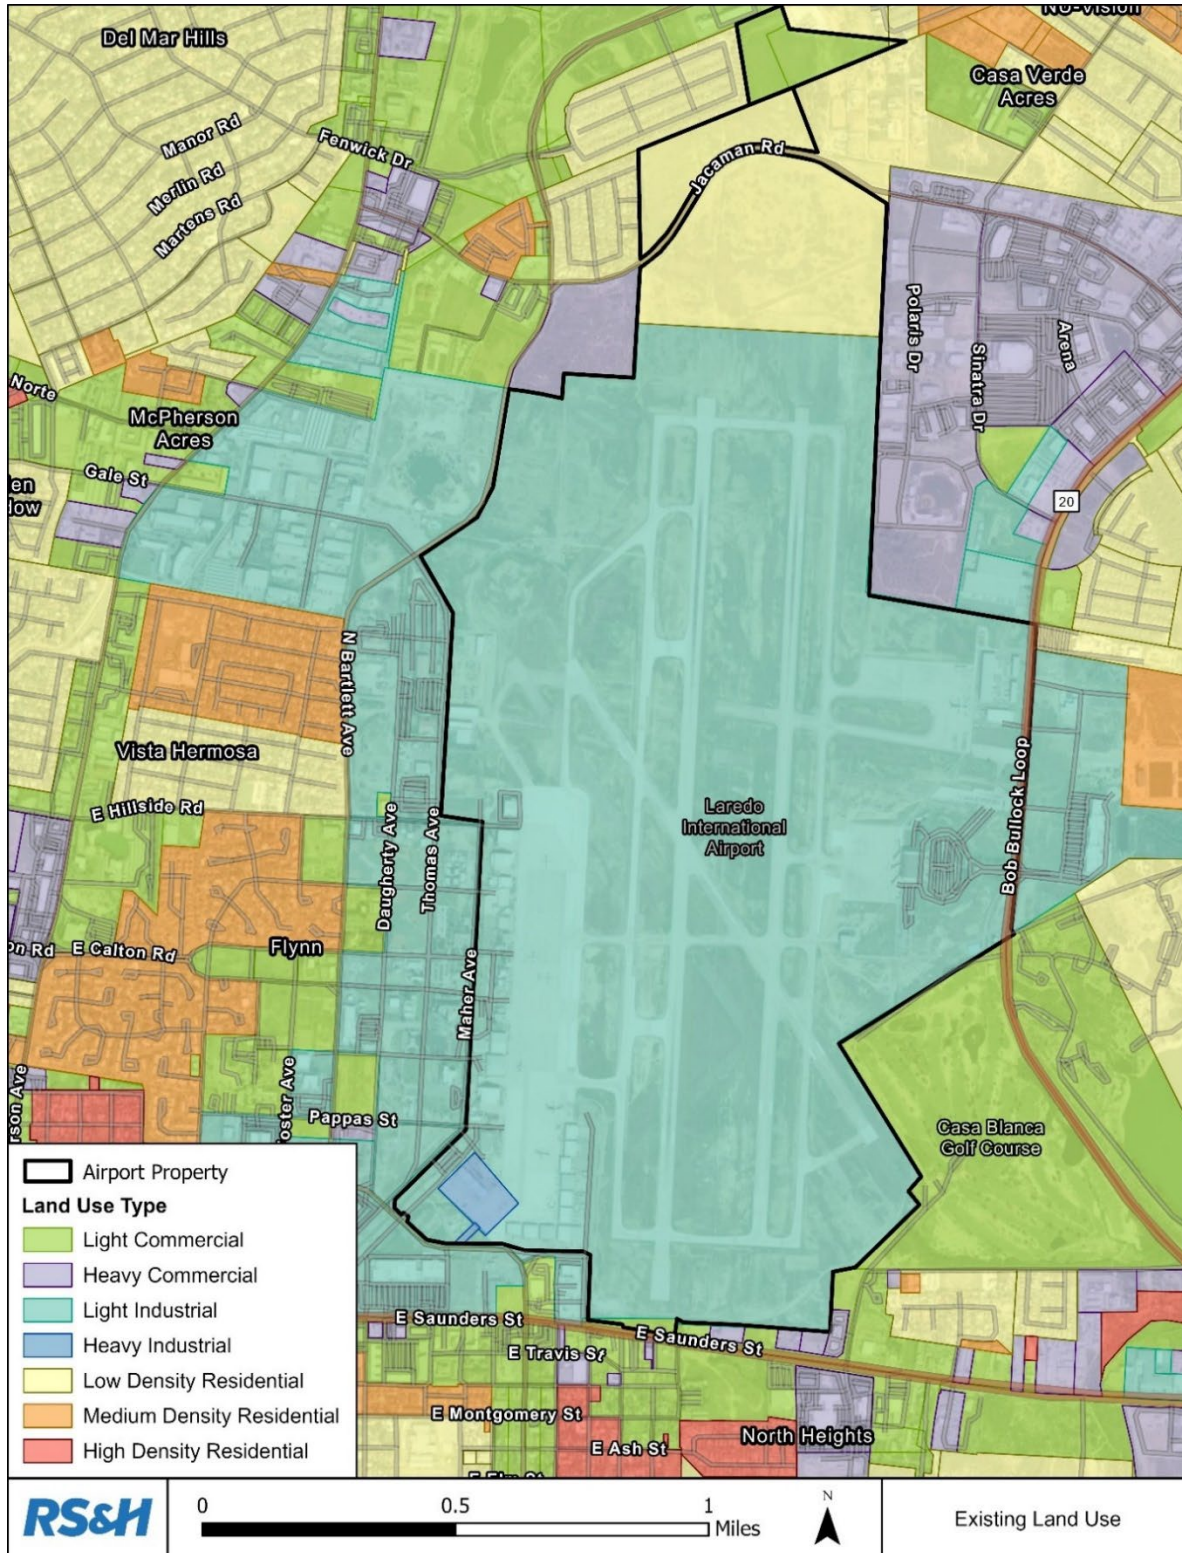 Del Mar Hills
NU-Vision
Casa Verde
Acres
Manor Rd
Fenwick Dr
Jacaman Rd
Merlin Rd
Martens Rd
Polaris Dr
Sinatra Dr
Arena
Norte
McPherson
Acres
Gale St
20
N Bartlett Ave
Vista Hermosa
E Hillside Rd
Daugherty Ave
Thomas Ave
Laredo
International
Airport
Bob Bullock Loop
E Calton Rd
Flynn
Maher Ave
Pappas St
Casa Blanca
Golf Course
Airport Property
Land Use Type
Light Commercial
Heavy Commercial
Light Industrial
Heavy Industrial
Low Density Residential
Medium Density Residential
High Density Residential
E Saunders St
E Saunders St
E Travis St
E Montgomery St
E Ash St
North Heights
RS&H
0 0.5 1
Miles
N
Existing Land Use